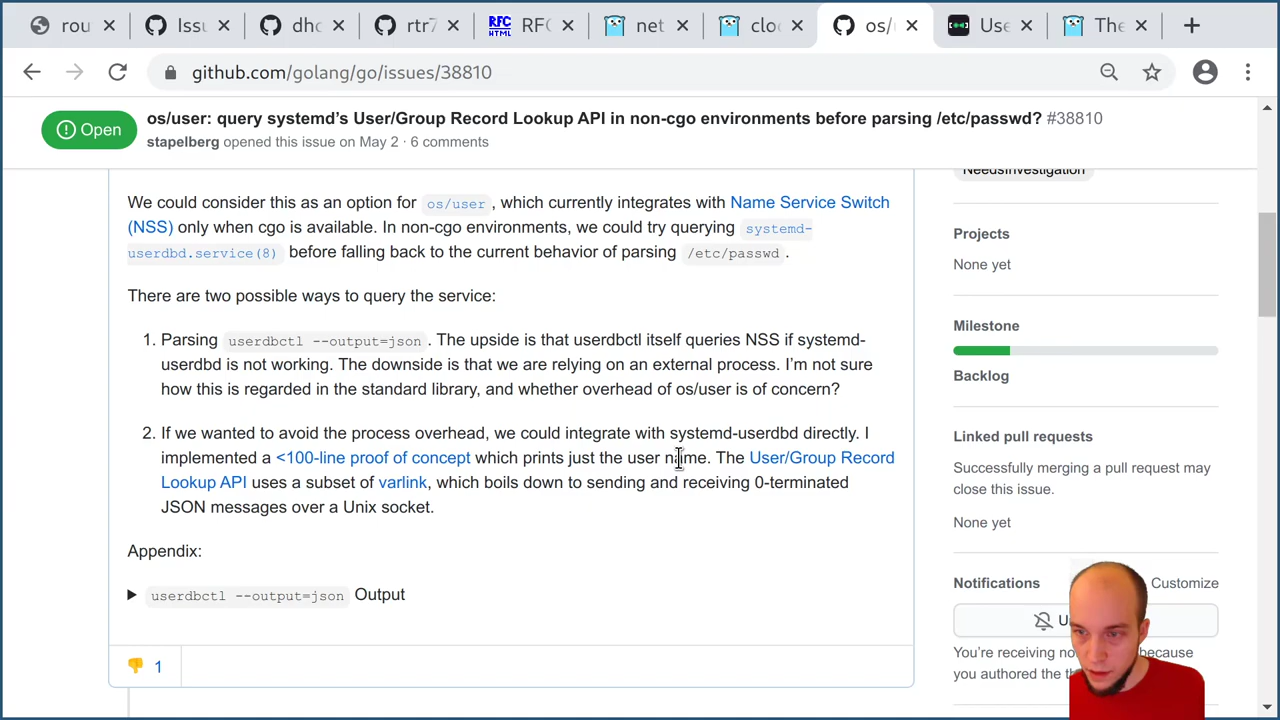 rou
Issu
dhc
rtr7
RFC
HTML
RFC
net
clo
os/
Use
The
github.com/golang/go/issues/38810
Open
os/user: query systemd’s User/Group Record Lookup API in non-cgo environments before parsing /etc/passwd? #38810
stapelberg opened this issue on May 2 · 6 comments
We could consider this as an option for os/user, which currently integrates with Name Service Switch
(NSS) only when cgo is available. In non-cgo environments, we could try querying systemd-
userdbd.service(8) before falling back to the current behavior of parsing /etc/passwd.
There are two possible ways to query the service:
1. Parsing userdbctl --output=json. The upside is that userdbctl itself queries NSS if systemd-
userdbd is not working. The downside is that we are relying on an external process. I’m not sure
how this is regarded in the standard library, and whether overhead of os/user is of concern?
2. If we wanted to avoid the process overhead, we could integrate with systemd-userdbd directly. I
implemented a <100-line proof of concept which prints just the user name. The User/Group Record
Lookup API uses a subset of varlink, which boils down to sending and receiving 0-terminated
JSON messages over a Unix socket.
Appendix:
userdbctl --output=json Output
1
NeedsInvestigation
Projects
None yet
Milestone
Backlog
Linked pull requests
Successfully merging a pull request may
close this issue.
None yet
Notifications Customize
You’re receiving because
you authored the